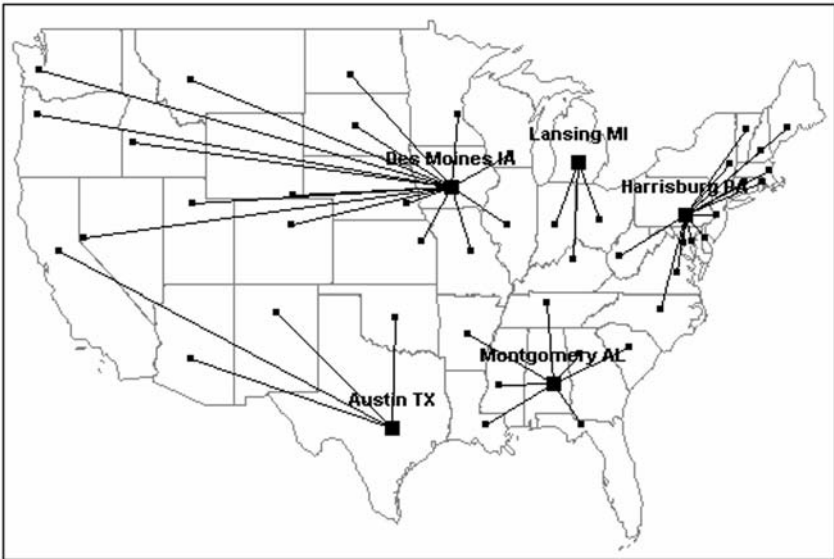 Lansing MI
Des Moines IA
Harrisburg PA
Montgomery AL
Austin TX